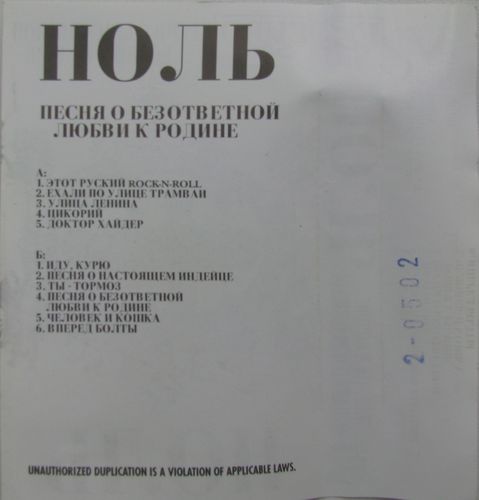 НОЛЬ
ПЕСНЯ О БЕЗОТВЕТНОЙ
ЛЮБВИ К РОДИНЕ
А:
1. ЭТОТ РУСКИЙ ROCK-N-ROLL
2. ЕХАЛИ ПО УЛИЦЕ ТРАМВАИ
3. УЛИЦА ЛЕНИНА
4. ЦИКОРИЙ
5. ДОКТОР ХАЙДЕР
Б:
1. ИДУ, КУРЮ
2. ПЕСНЯ О НАСТОЯЩЕМ ИНДЕЙЦЕ
3. ТЫ - ТОРМОЗ
4. ПЕСНЯ О БЕЗОТВЕТНОЙ
ЛЮБВИ К РОДИНЕ
5. ЧЕЛОВЕК И КОШКА
6. ВПЕРЕД БОЛТЫ
2-0502
UNAUTHORIZED DUPLICATION IS A VIOLATION OF APPLICABLE LAWS.